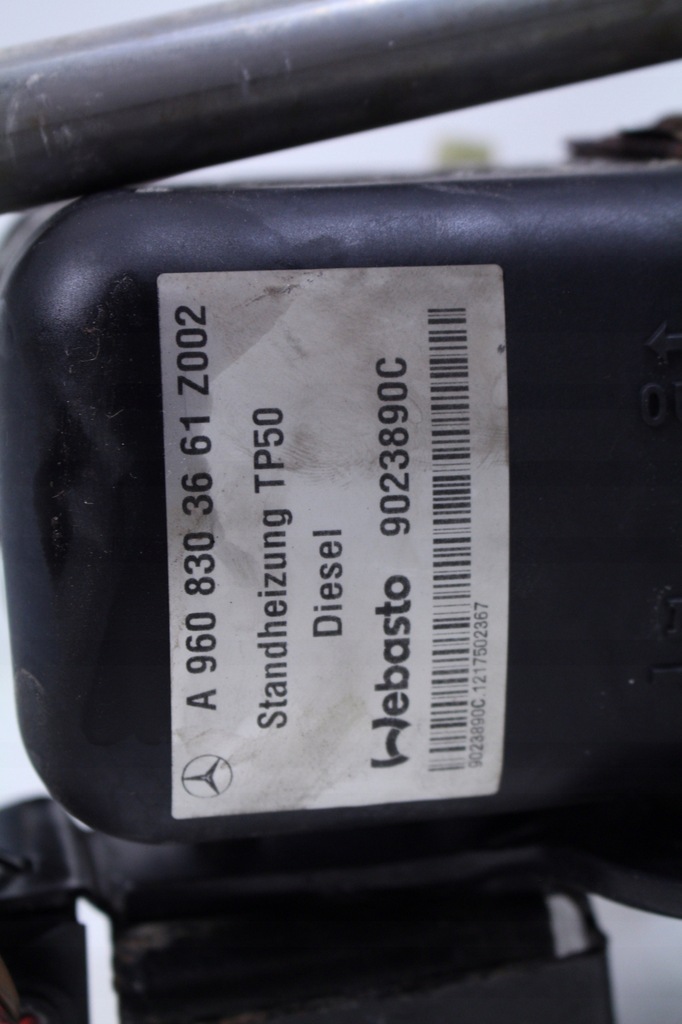 A 960 830 36 61 Z002
Standheizung TP50
Diesel
Webasto 9023890C
9023890C.1217502367